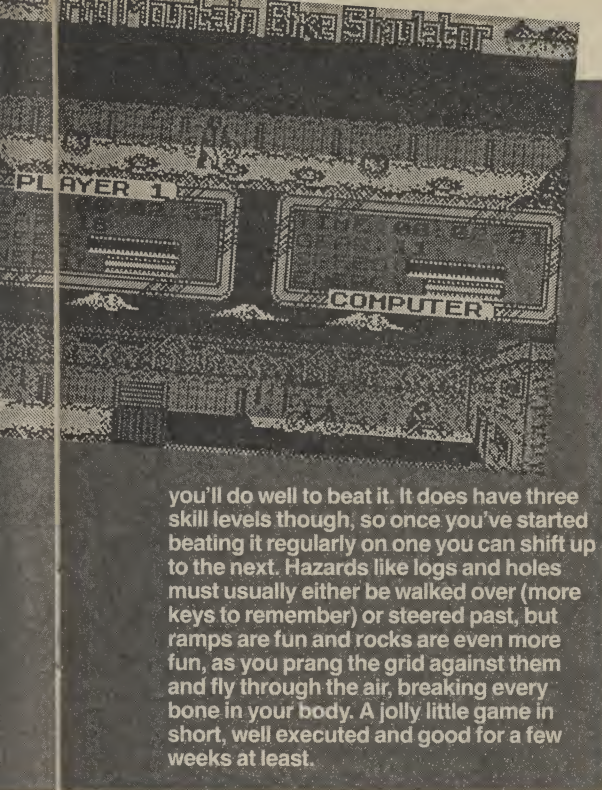 Mountain Bike Simulator
PLAYER 1
COMPUTER
you'll do well to beat it. It does have three
skill levels though, so once you've started
beating it regularly on one you can shift up
to the next. Hazards like logs and holes
must usually either be walked over (more
keys to remember) or steered past, but
ramps are fun and rocks are even more
fun, as you prang the grid against them
and fly through the air, breaking every
bone in your body. A jolly little game in
short, well executed and good for a few
weeks at least.